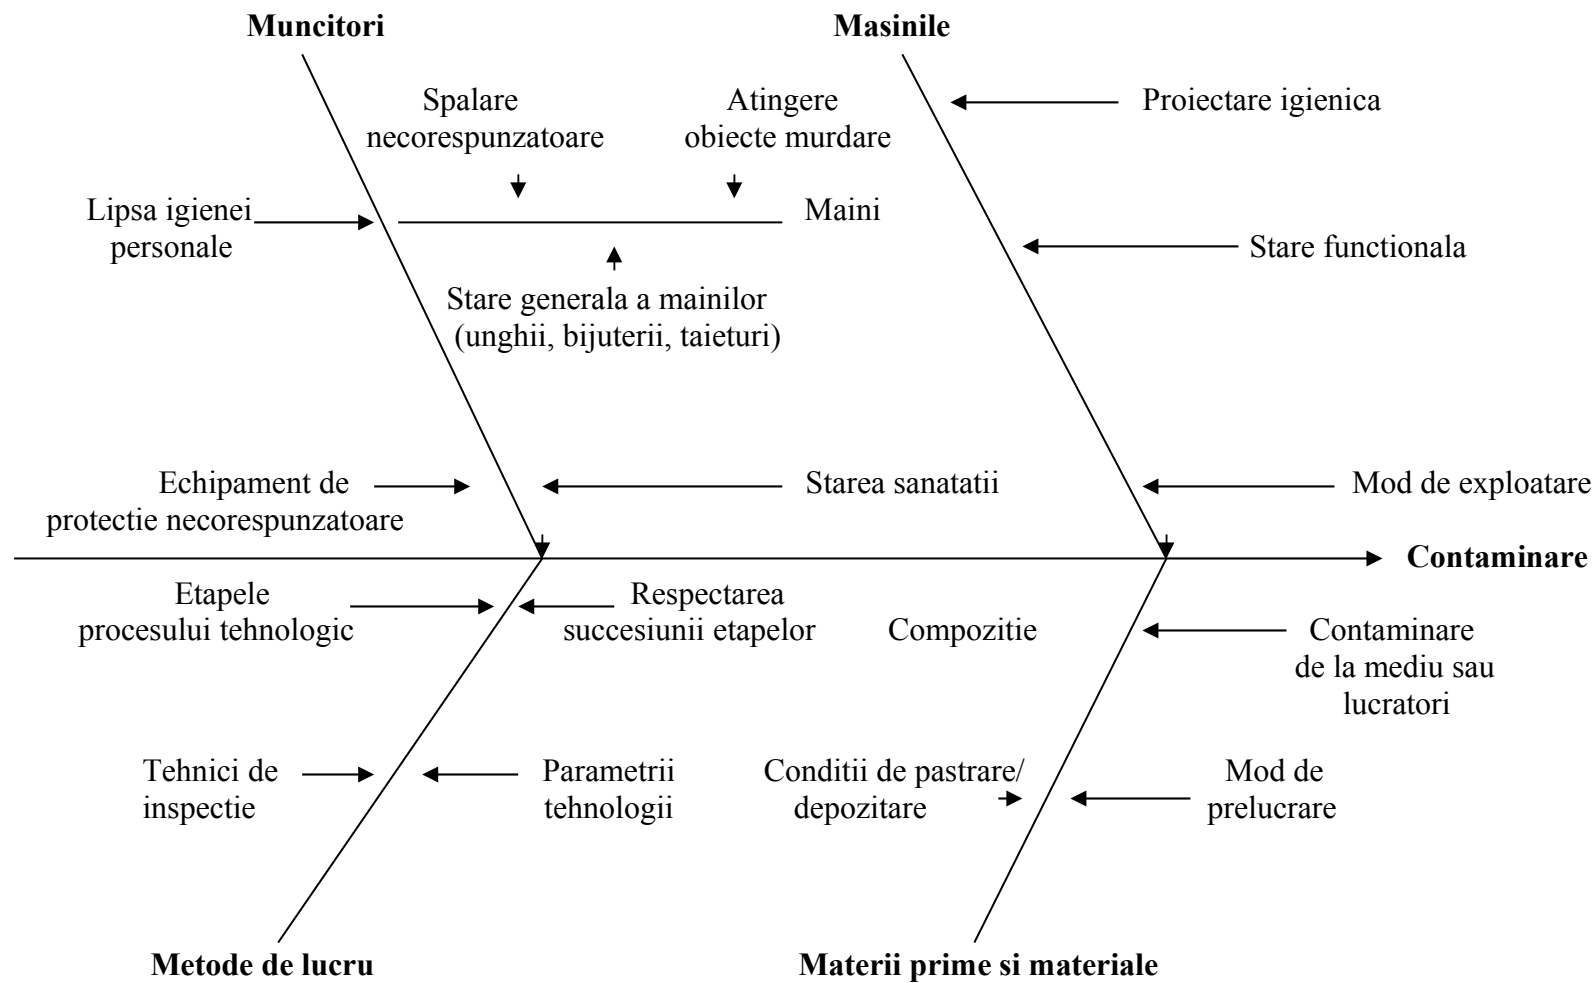 Muncitori
Masinile
Spalare
necorespunzatoare
Atingere
obiecte murdare
Proiectare igienica
Lipsa igienei
personale
Maini
Stare functionala
Stare generala a mainilor
(unghii, bijuterii, taieturi)
Echipament de
protectie necorespunzatoare
Starea sanatatii
Mod de exploatare
Contaminare
Etapele
procesului tehnologic
Respectarea
succesiunii etapelor
Compozitie
Contaminare
de la mediu sau
lucratori
Tehnici de
inspectie
Parametrii
tehnologii
Conditii de pastrare/
depozitare
Mod de
prelucrare
Metode de lucru
Materii prime si materiale